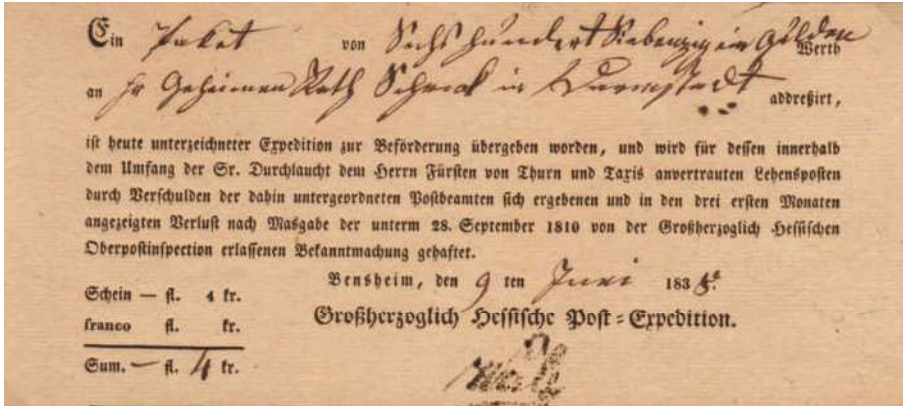 Ein Paket von Sechs hundert Siebenzig ein Gulden Werth
an Hr Geheimen Rath Schenck in Darmstadt addreßirt,
ist heute unterzeichneter Expedition zur Beförderung übergeben worden, und wird für dessen innerhalb
dem Umfang der Sr. Durchlaucht dem Herrn Fürsten von Thurn und Taxis anvertrauten Lehensposten
durch Verschulden der dahin untergeordneten Postbeamten sich ergebenen und in den drei ersten Monaten
angezeigten Verlust nach Masgabe der unterm 28. September 1810 von der Großherzoglich Hessischen
Oberpostinspection erlassenen Bekanntmachung gehaftet.
Bensheim, den 9 ten Juni 1838.
Schein — fl. 4 kr.
franco fl. kr.
Großherzoglich Hessische Post-Expedition.
Sum. — fl. 4 kr.